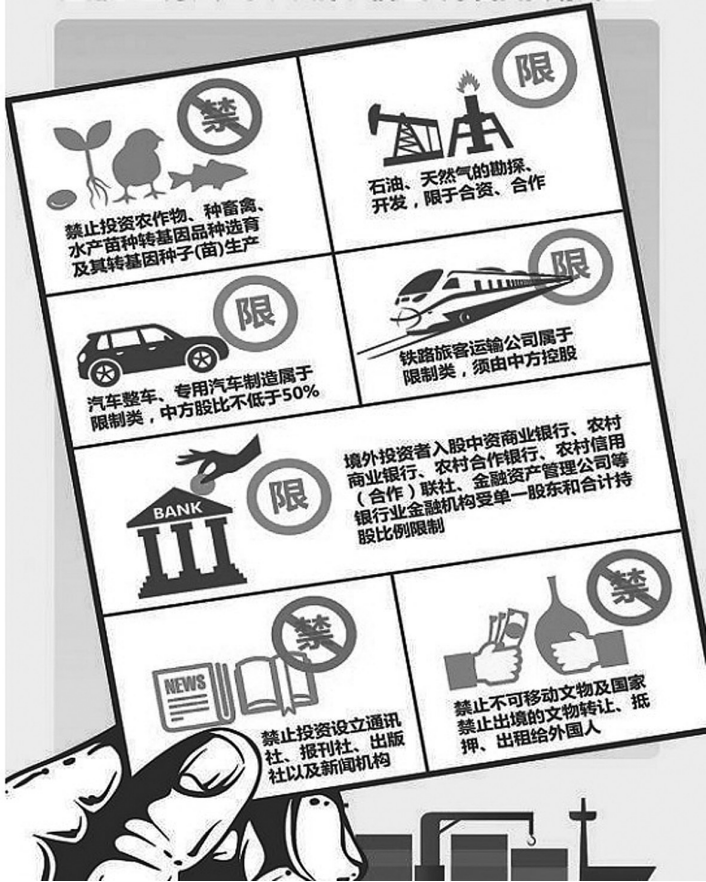 禁
禁止投资农作物、种畜禽、
水产苗种转基因品种选育
及其转基因种子(苗)生产
限
石油、天然气的勘探、
开发，限于合资、合作
限
汽车整车、专用汽车制造属于
限制类，中方股比不低于50%
限
铁路旅客运输公司属于
限制类，须由中方控股
BANK
限
境外投资者入股中资商业银行、农村
商业银行、农村合作银行、农村信用
（合作）联社、金融资产管理公司等
银行业金融机构受单一股东和合计持
股比例限制
禁
NEWS
禁止投资设立通讯
社、报刊社、出版
社以及新闻机构
禁
禁止不可移动文物及国家
禁止出境的文物转让、抵
押、出租给外国人